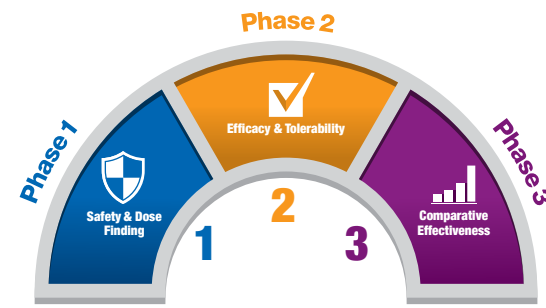 Phase 1
Safety & Dose
Finding
1
Phase 2
Efficacy & Tolerability
2
Phase 3
Comparative
Effectiveness
3